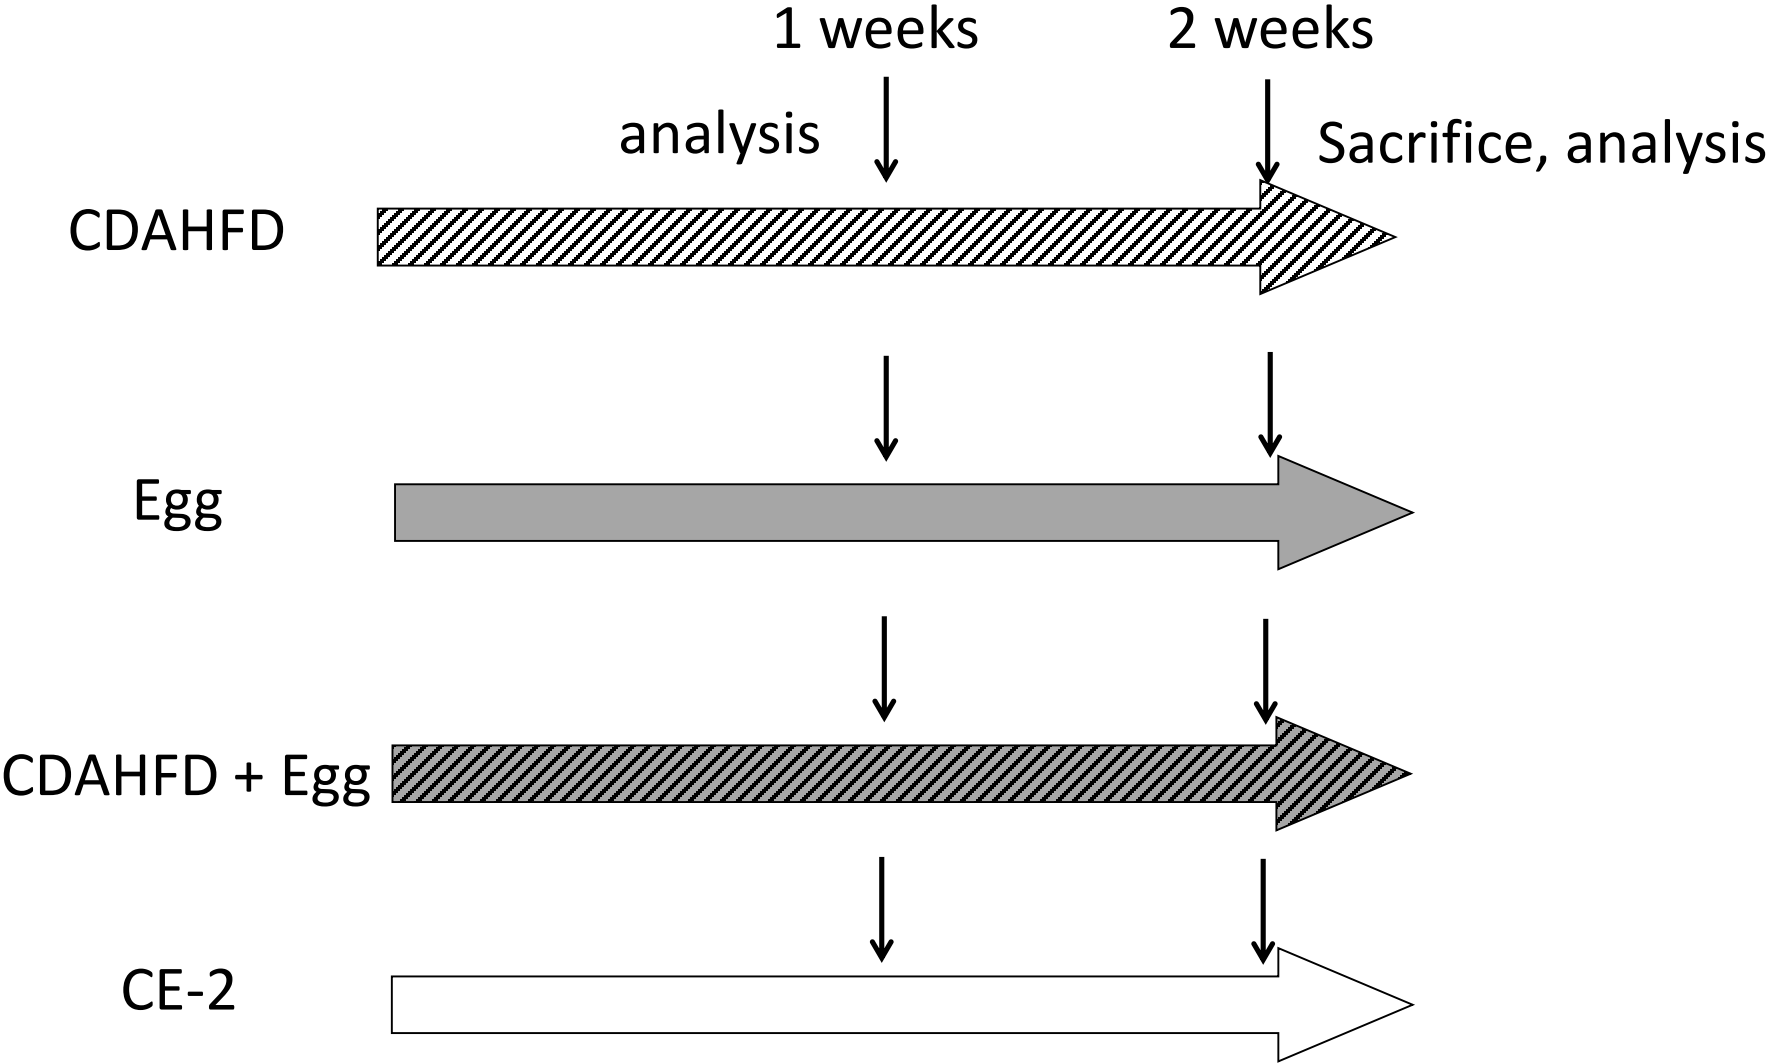 1 weeks
2 weeks
analysis
Sacrifice, analysis
CDAHFD
Egg
CDAHFD + Egg
CE-2